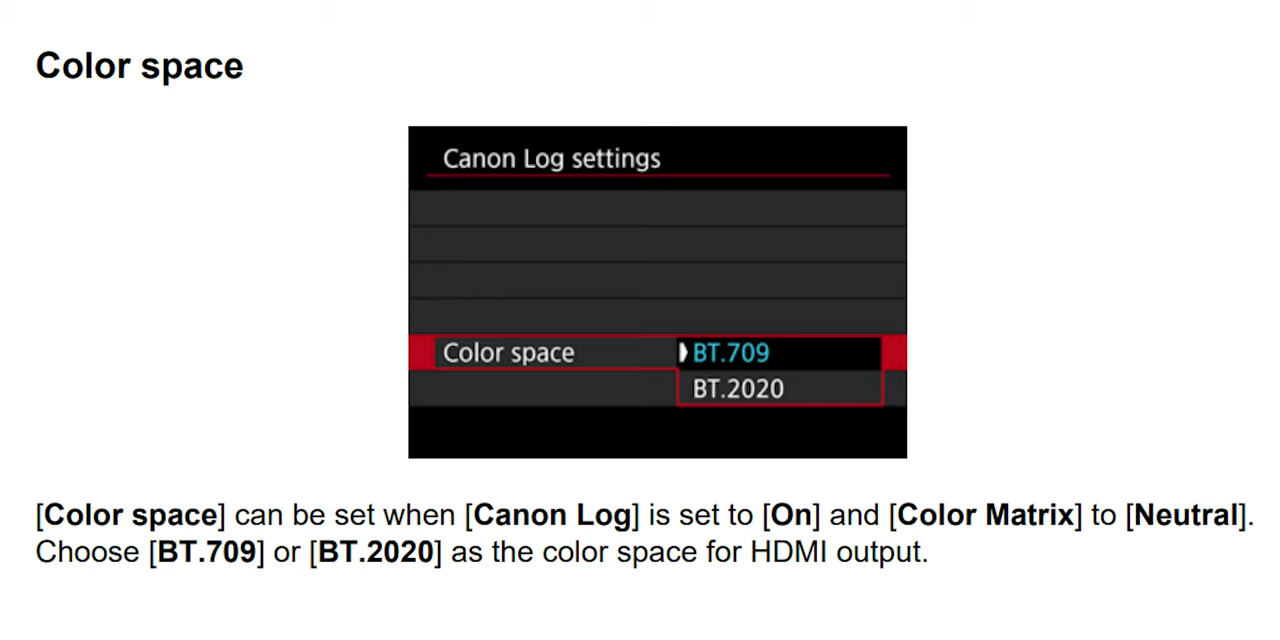 Color space
Canon Log settings
Color space
BT.709
BT.2020
[Color space] can be set when [Canon Log] is set to [On] and [Color Matrix] to [Neutral].
Choose [BT.709] or [BT.2020] as the color space for HDMI output.